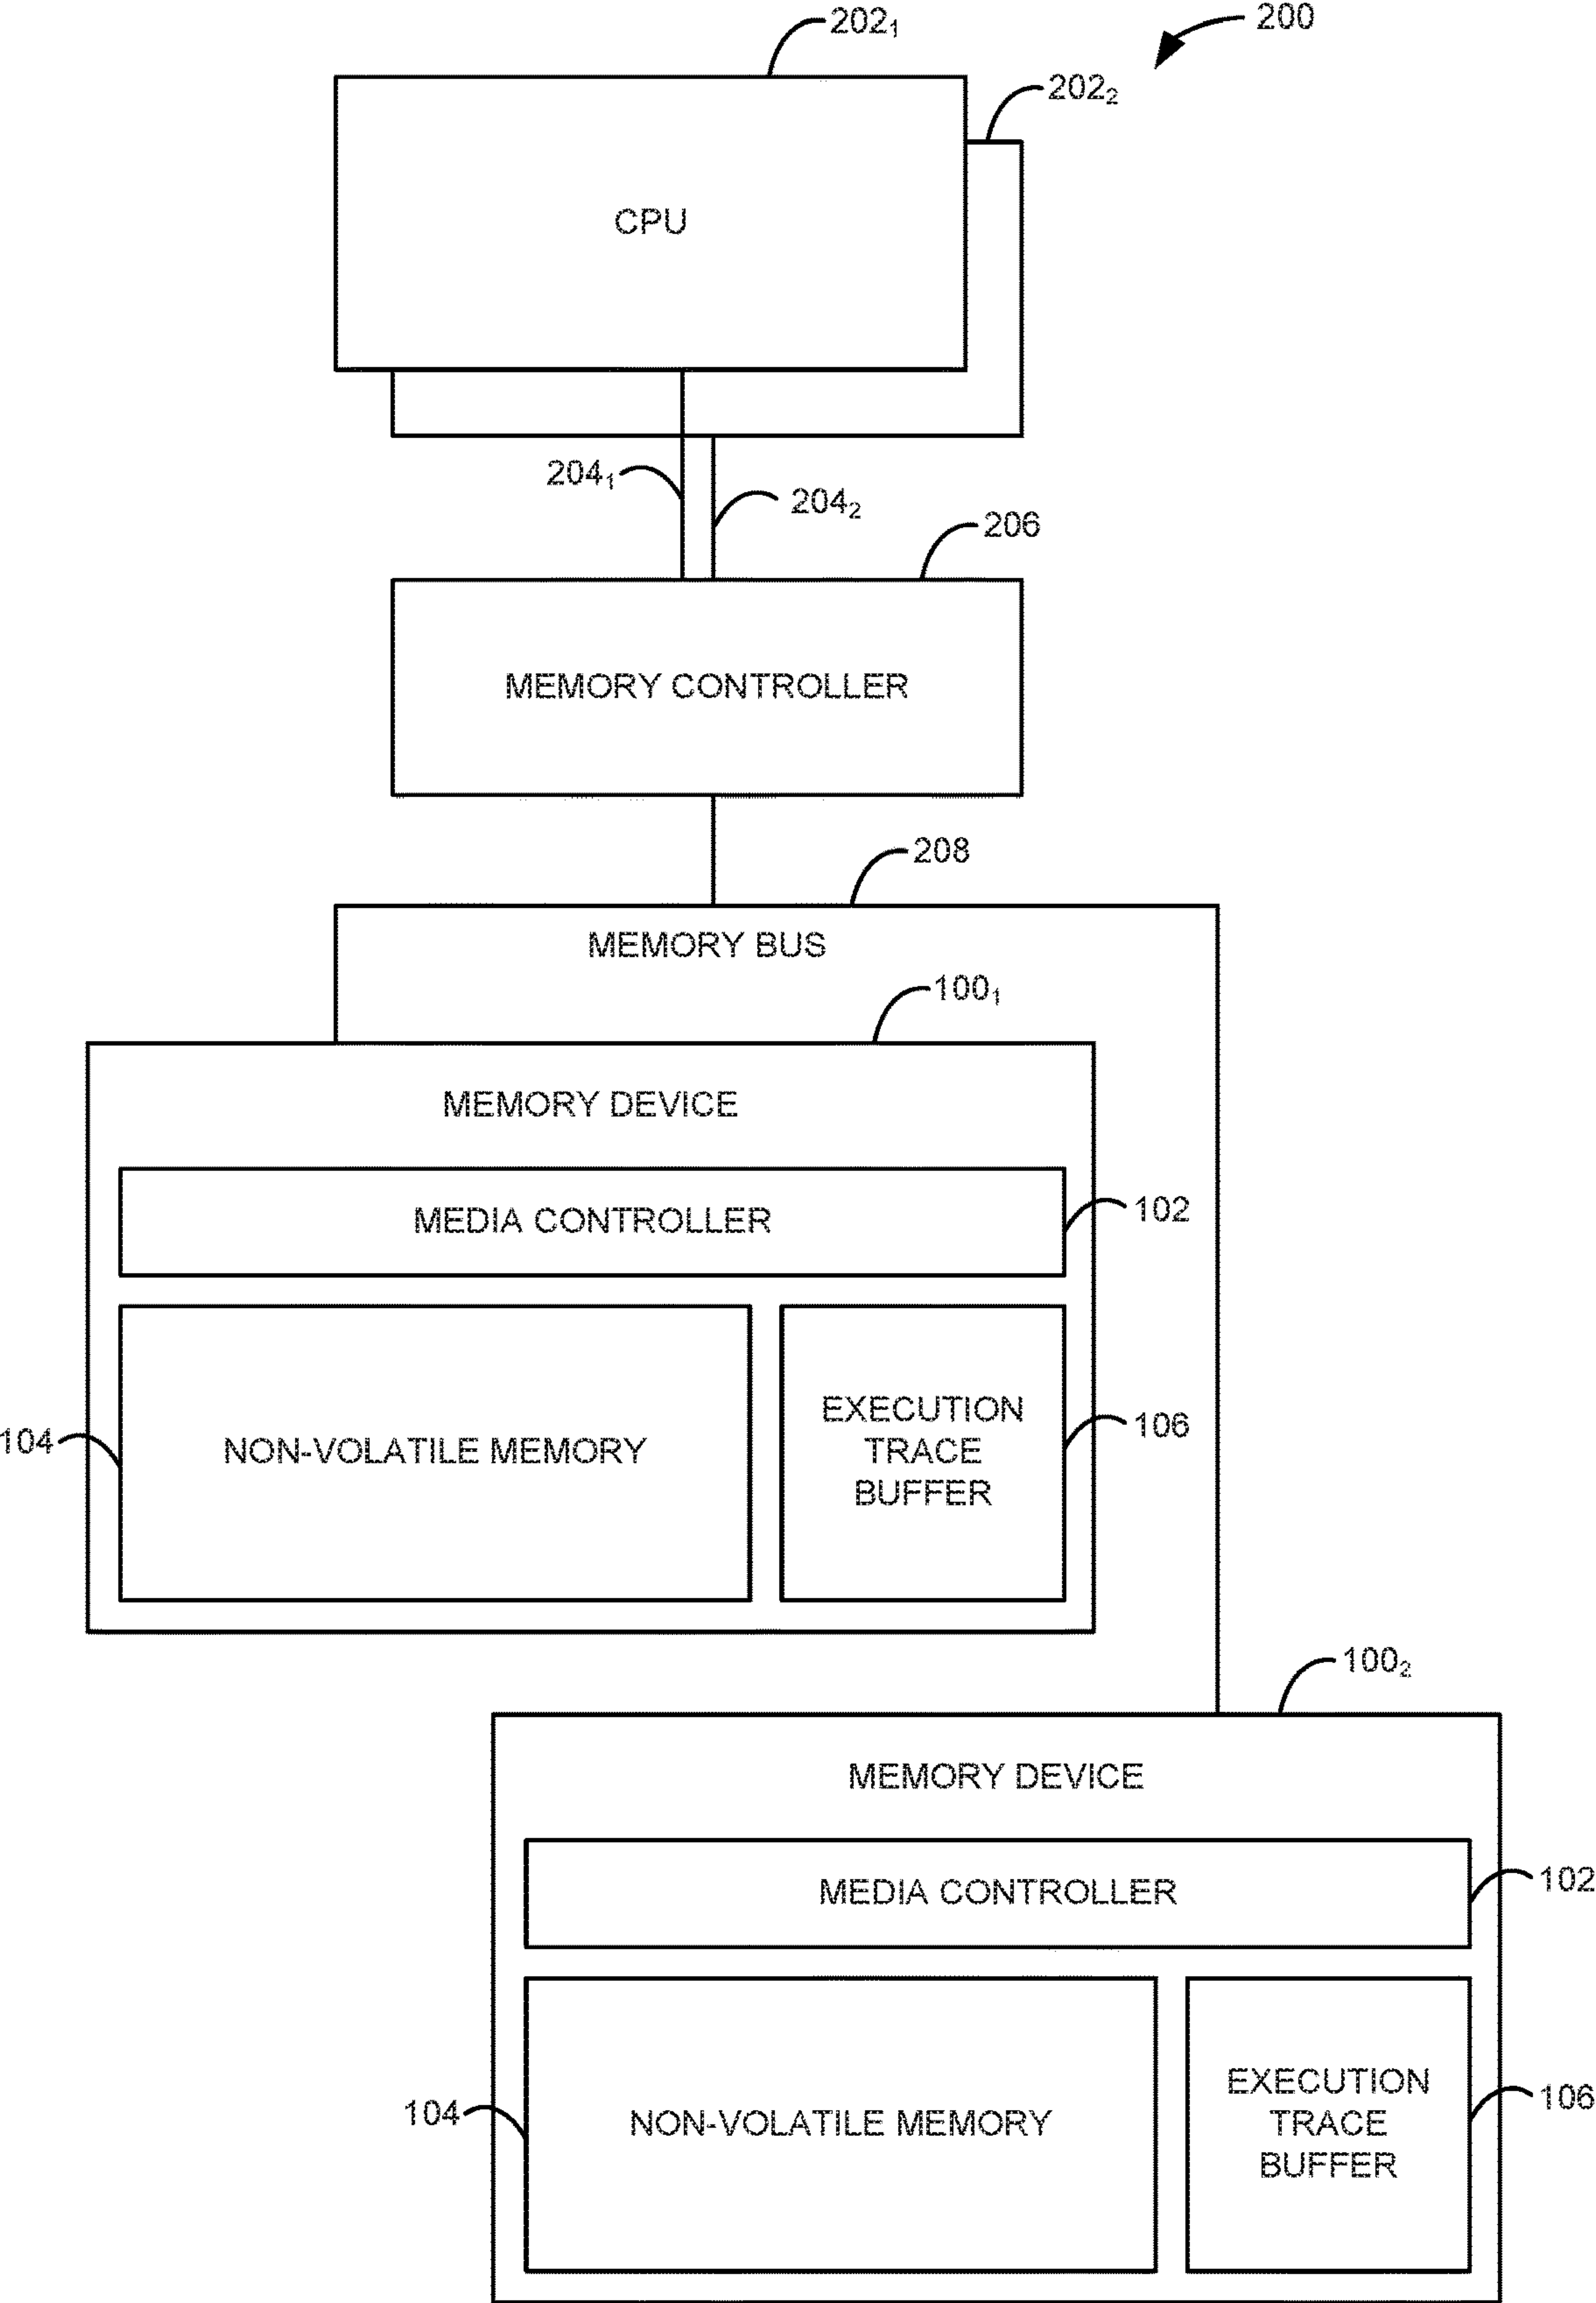 200
202₁
202₂
CPU
204₁
204₂
206
MEMORY CONTROLLER
208
MEMORY BUS
100₁
MEMORY DEVICE
102
MEDIA CONTROLLER
104
NON-VOLATILE MEMORY
EXECUTION
TRACE
BUFFER
106
100₂
MEMORY DEVICE
102
MEDIA CONTROLLER
104
NON-VOLATILE MEMORY
EXECUTION
TRACE
BUFFER
106